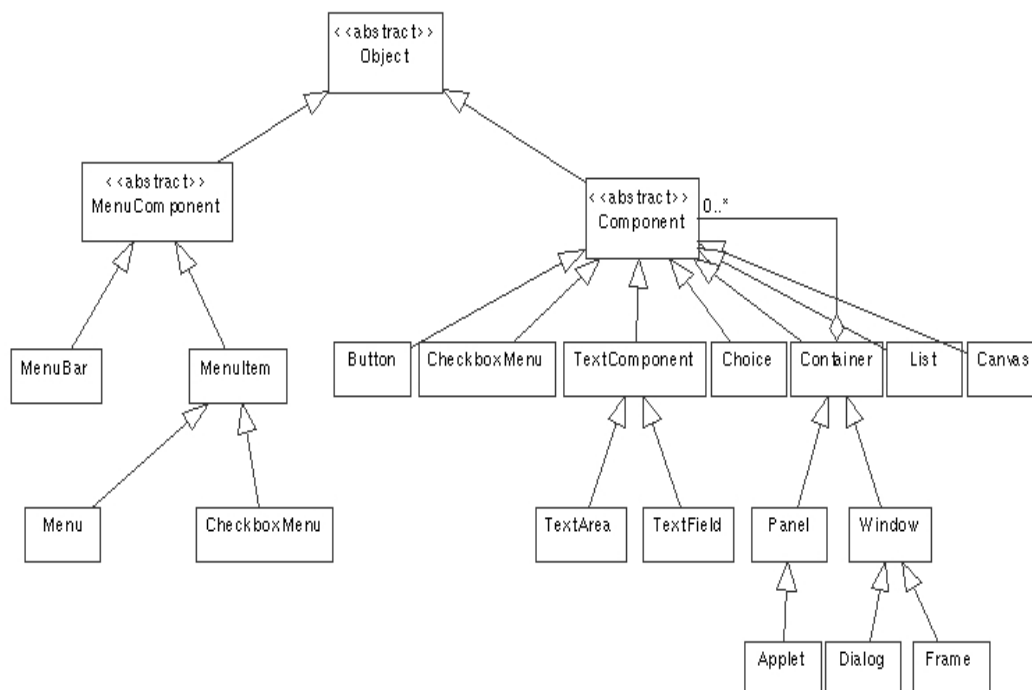 < <abstract> >
Object
< <abstract> >
MenuComponent
< <abstract> >
Component
0..*
MenuBar
MenuItem
Button
CheckboxMenu
TextComponent
Choice
Container
List
Canvas
Menu
CheckboxMenu
TextArea
TextField
Panel
Window
Applet
Dialog
Frame